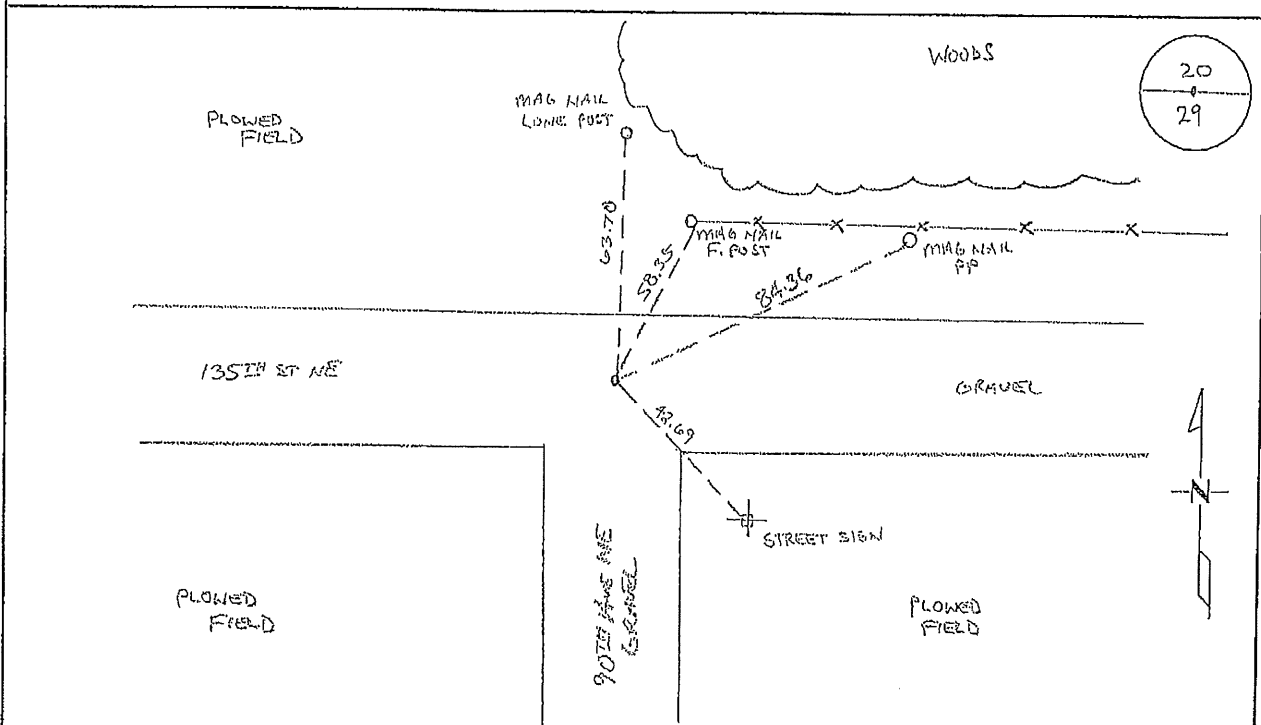 WOODS
20
29
MAG NAIL
LONE POST
PLOWED
FIELD
63.70
MAG NAIL
F. POST
58.35
MAG NAIL
PP
84.36
135TH ST NE
GRAVEL
42.69
N
STREET SIGN
90TH AVE NE
GRAVEL
PLOWED
FIELD
PLOWED
FIELD